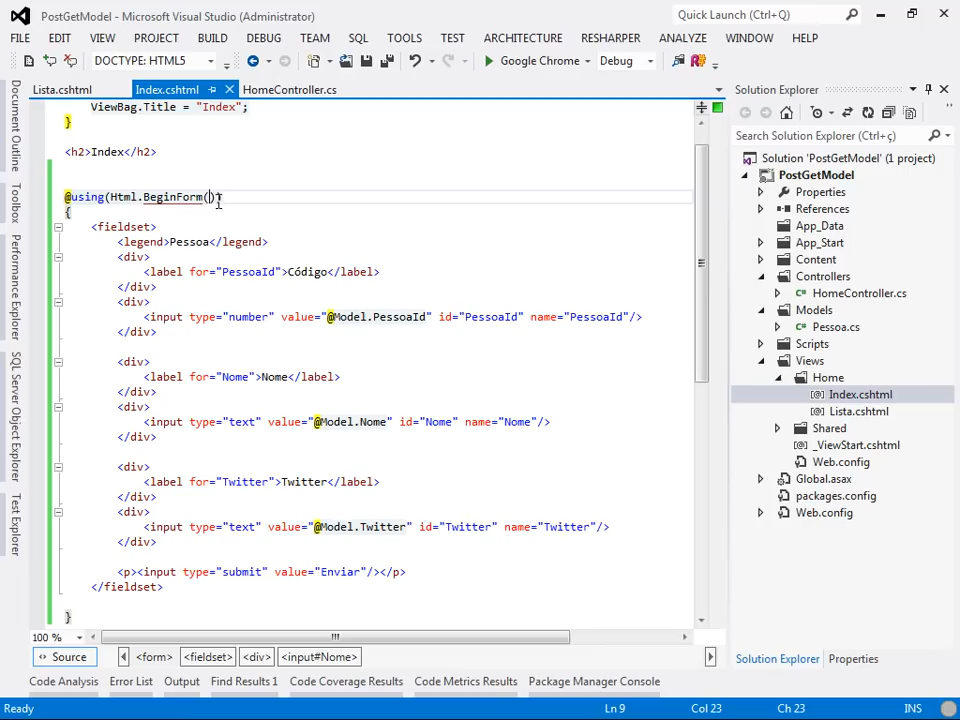 PostGetModel - Microsoft Visual Studio (Administrator)
Quick Launch (Ctrl+Q)
FILE EDIT VIEW PROJECT BUILD DEBUG TEAM SQL TOOLS TEST ARCHITECTURE RESHARPER ANALYZE WINDOW HELP
DOCTYPE: HTML5
Google Chrome
Debug
Document Outline
Toolbox
Performance Explorer
SQL Server Object Explorer
Test Explorer
Lista.cshtml
Index.cshtml
HomeController.cs
ViewBag.Title = "Index";
}
<h2>Index</h2>
@using(Html.BeginForm())
{
<fieldset>
<legend>Pessoa</legend>
<div>
<label for="PessoaId">Código</label>
</div>
<div>
<input type="number" value="@Model.PessoaId" id="PessoaId" name="PessoaId"/>
</div>
<div>
<label for="Nome">Nome</label>
</div>
<div>
<input type="text" value="@Model.Nome" id="Nome" name="Nome"/>
</div>
<div>
<label for="Twitter">Twitter</label>
</div>
<div>
<input type="text" value="@Model.Twitter" id="Twitter" name="Twitter"/>
</div>
<p><input type="submit" value="Enviar"/></p>
</fieldset>
}
100 %
Source
<form>
<fieldset>
<div>
<input#Nome>
Solution Explorer
Search Solution Explorer (Ctrl+ç)
Solution 'PostGetModel' (1 project)
PostGetModel
Properties
References
App_Data
App_Start
Content
Controllers
HomeController.cs
Models
Pessoa.cs
Scripts
Views
Home
Index.cshtml
Lista.cshtml
Shared
_ViewStart.cshtml
Web.config
Global.asax
packages.config
Web.config
Solution Explorer
Properties
Code Analysis
Error List
Output
Find Results 1
Code Coverage Results
Code Metrics Results
Package Manager Console
Ready
Ln 9
Col 23
Ch 23
INS